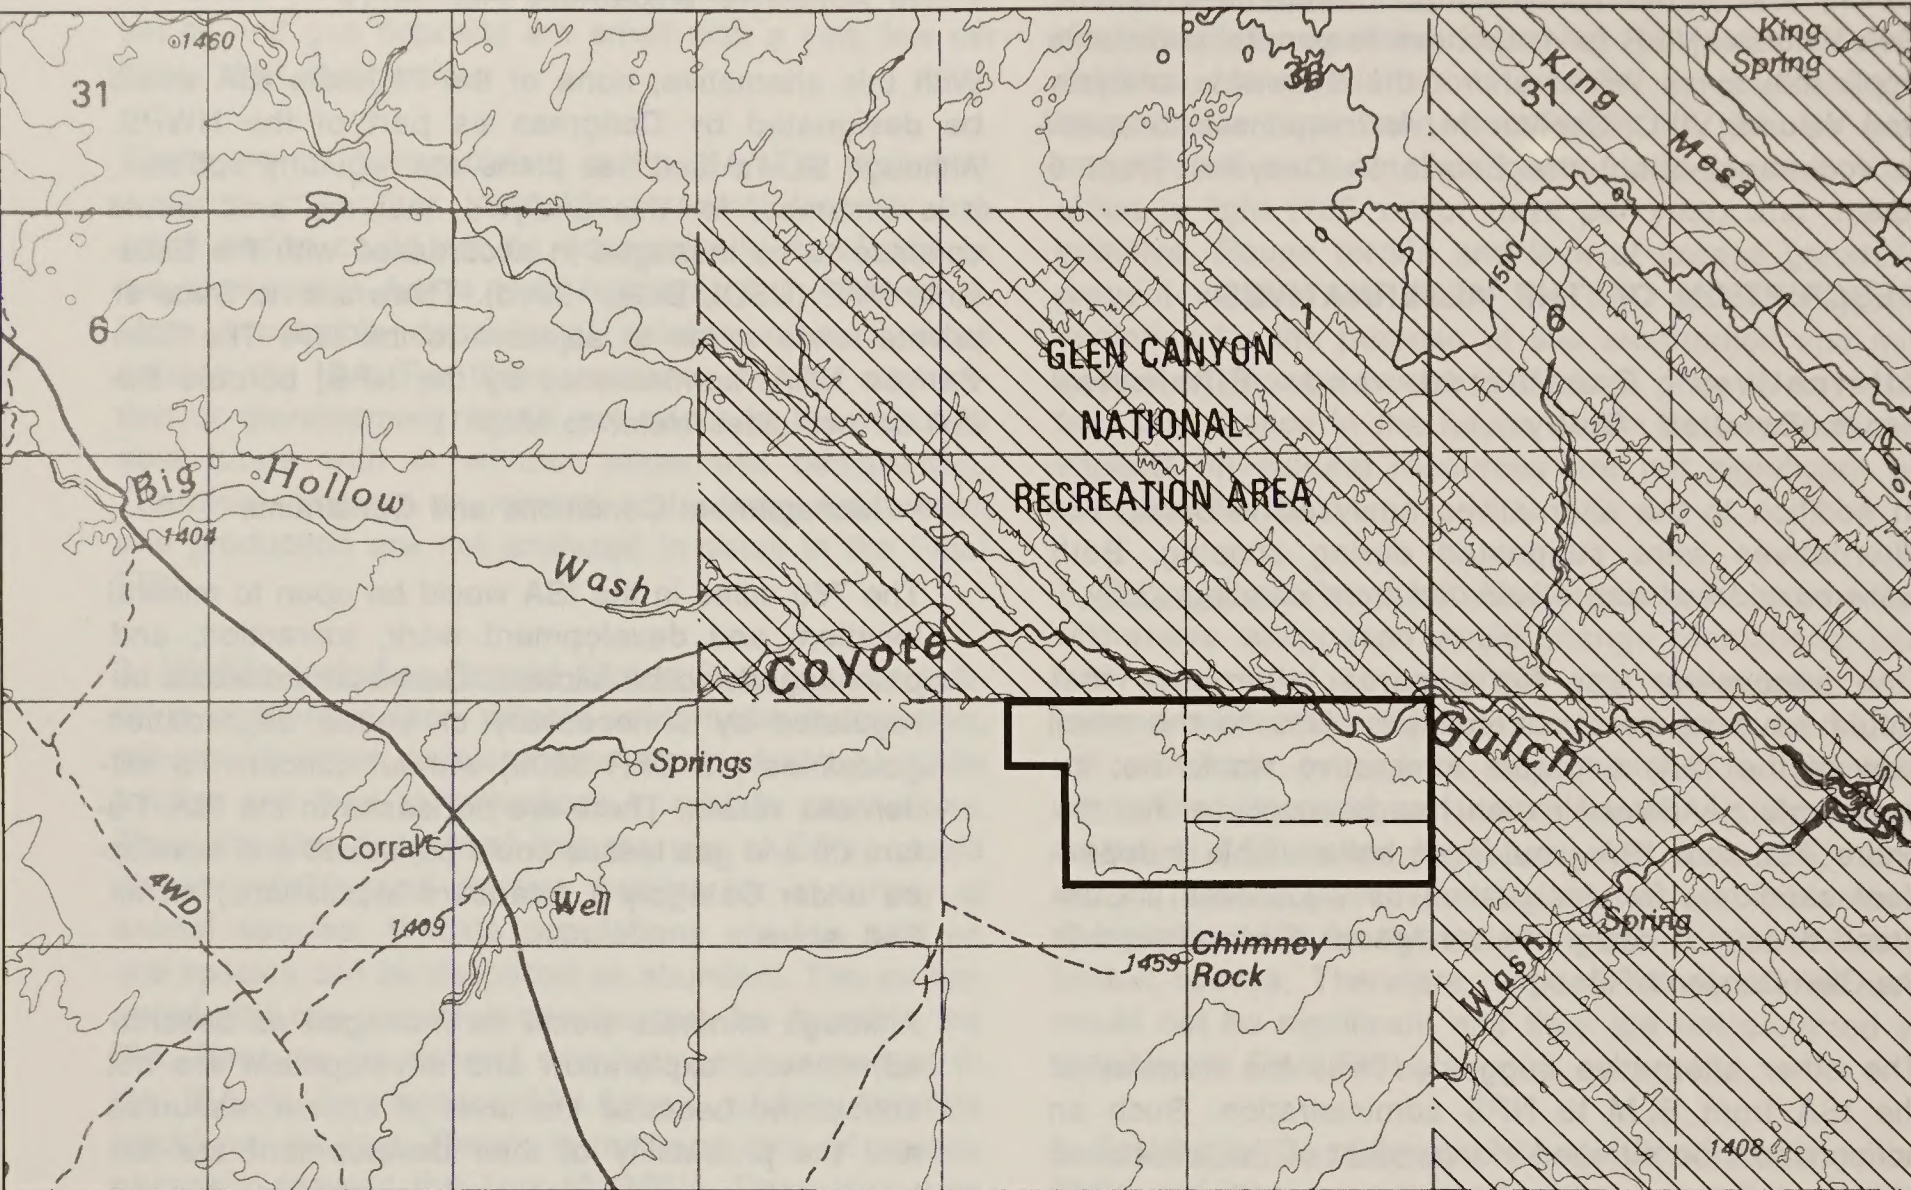 1460
31
36
King
31
Mesa
King
Spring
6
1
1500
6
GLEN CANYON
NATIONAL
RECREATION AREA
Big Hollow Wash
1404
Coyote Gulch
Springs
Corral
4WD
1409
Well
Chimney
Rock
1459
Spring
Wash
1408